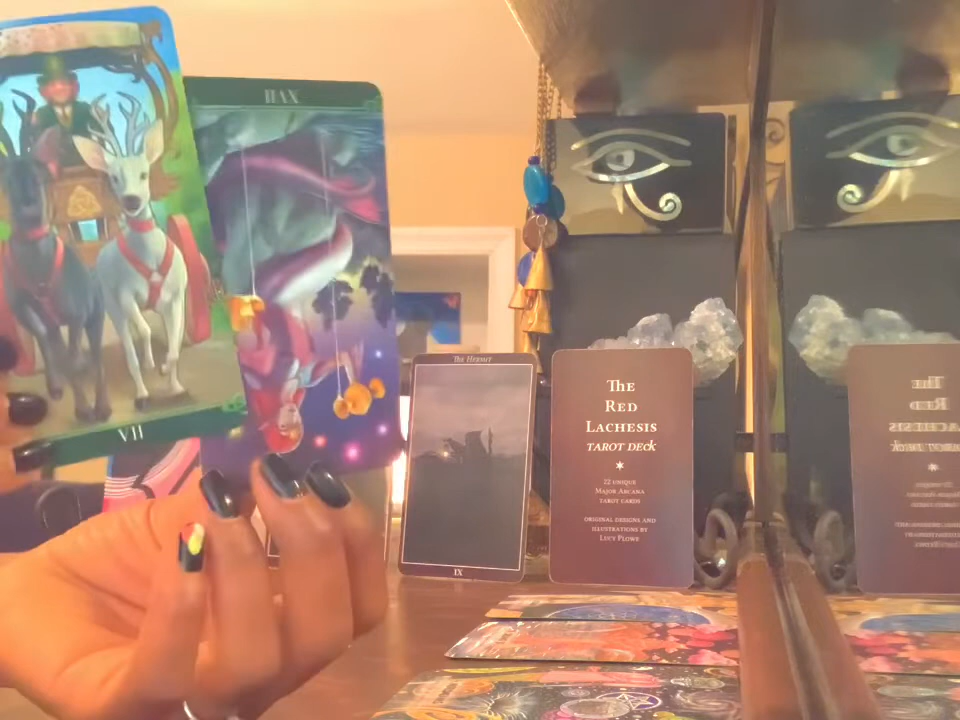 XVII
VII
The Hermit
IX
The
Red
Lachesis
TAROT DECK
22 unique
Major Arcana
tarot cards
original designs and
illustrations by
Lucy Plowe